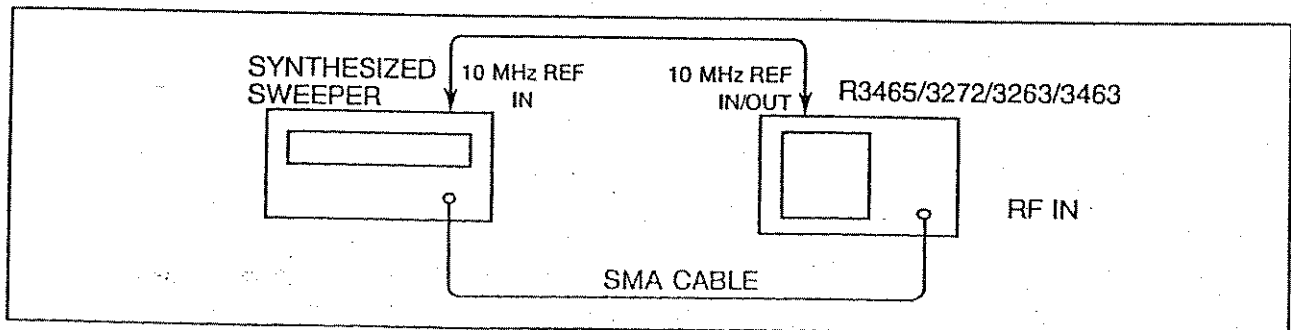 SYNTHESIZED
SWEEPER
10 MHz REF
IN
10 MHz REF
IN/OUT
R3465/3272/3263/3463
RF IN
SMA CABLE